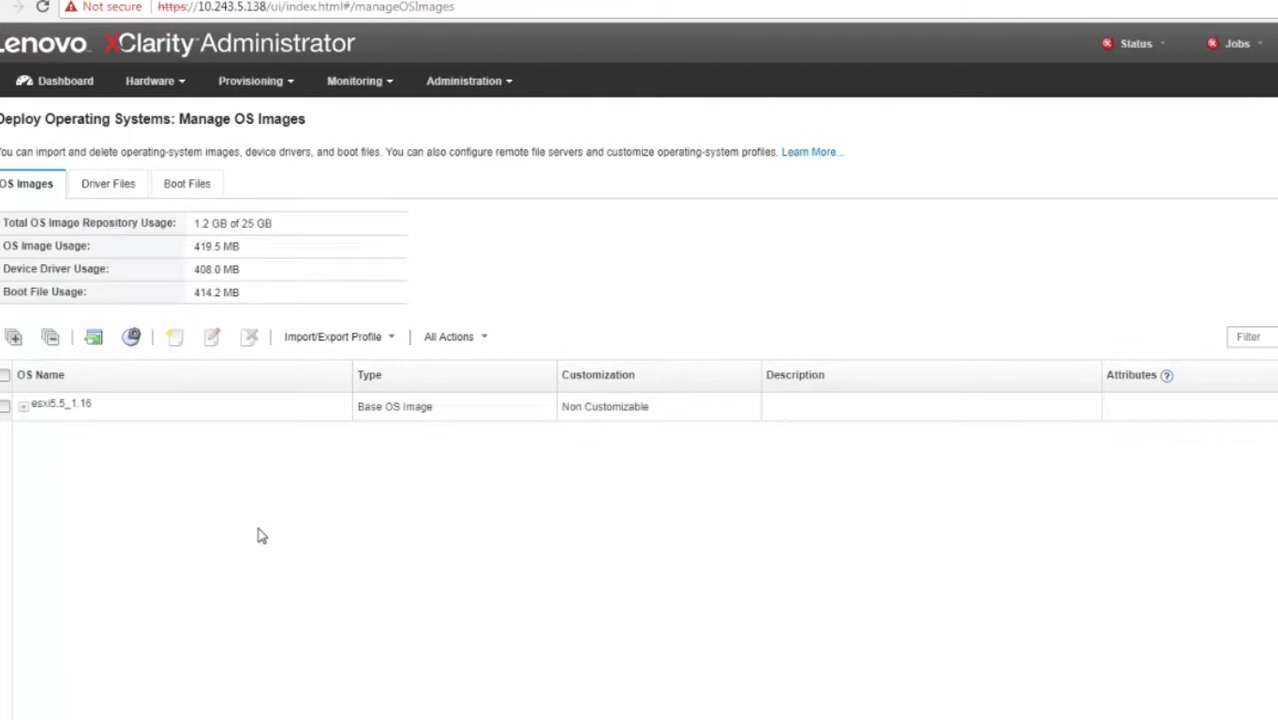 Not secure https://10.243.5.138/ui/index.html#/manageOSImages
Lenovo XClarity Administrator Status Jobs
Dashboard Hardware Provisioning Monitoring Administration
Deploy Operating Systems: Manage OS Images
You can import and delete operating-system images, device drivers, and boot files. You can also configure remote file servers and customize operating-system profiles. Learn More...
OS Images Driver Files Boot Files
Total OS Image Repository Usage: 1.2 GB of 25 GB
OS Image Usage: 419.5 MB
Device Driver Usage: 408.0 MB
Boot File Usage: 414.2 MB
Import/Export Profile All Actions Filter
OS Name Type Customization Description Attributes ?
esxi5.5_1.16 Base OS Image Non Customizable